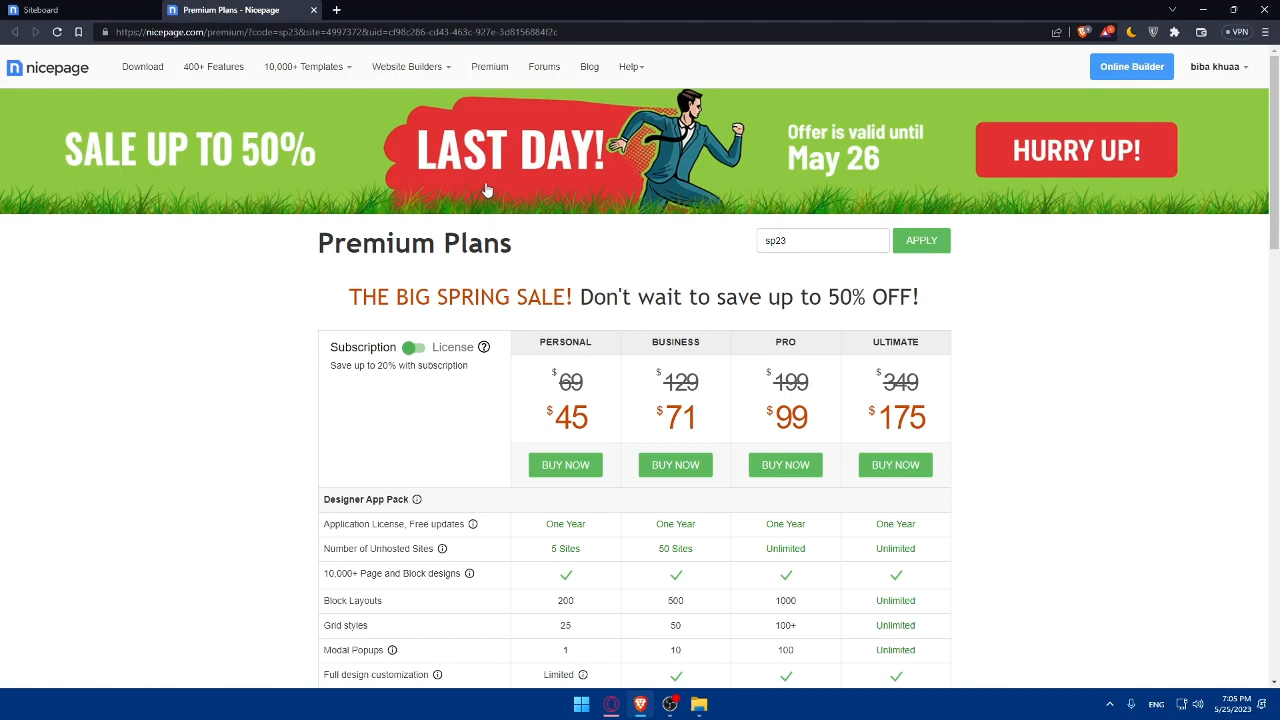 Siteboard
Premium Plans - Nicepage
https://nicepage.com/premium/?code=sp23&site=4997372&uid=cf98c286-cd43-463c-927e-3d8156884f2c
VPN
nicepage
Download
400+ Features
10,000+ Templates
Website Builders
Premium
Forums
Blog
Help
Online Builder
biba khuaa
SALE UP TO 50%
LAST DAY!
Offer is valid until
May 26
HURRY UP!
Premium Plans
sp23
APPLY
THE BIG SPRING SALE! Don't wait to save up to 50% OFF!
Subscription License
Save up to 20% with subscription
PERSONAL BUSINESS PRO ULTIMATE
$69 $129 $199 $349
$45 $71 $99 $175
BUY NOW BUY NOW BUY NOW BUY NOW
Designer App Pack
Application License, Free updates One Year One Year One Year One Year
Number of Unhosted Sites 5 Sites 50 Sites Unlimited Unlimited
10,000+ Page and Block designs
Block Layouts 200 500 1000 Unlimited
Grid styles 25 50 100+ Unlimited
Modal Popups 1 10 100 Unlimited
Full design customization Limited
ENG
7:05 PM
5/25/2023